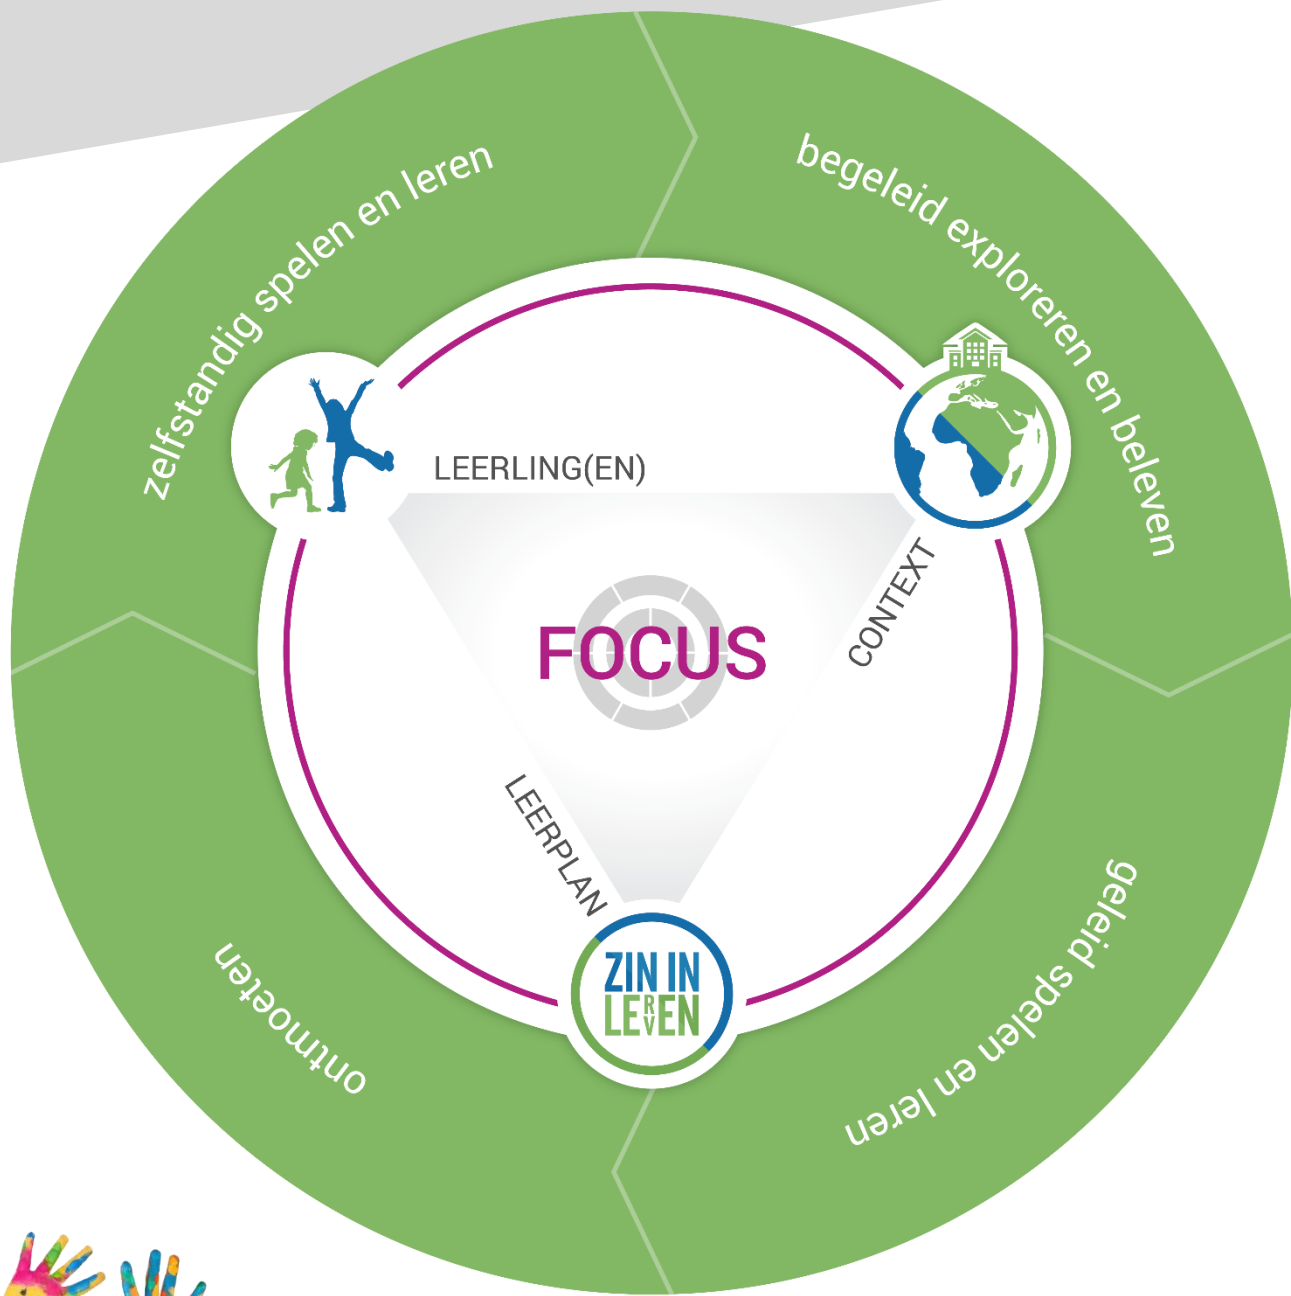 zelfstandig spelen en leren
begeleid exploreren en beleven
LEERLING(EN)
CONTEXT
FOCUS
LEERPLAN
ZIN IN
LERVEN
geleid spelen en leren
ontmoeten